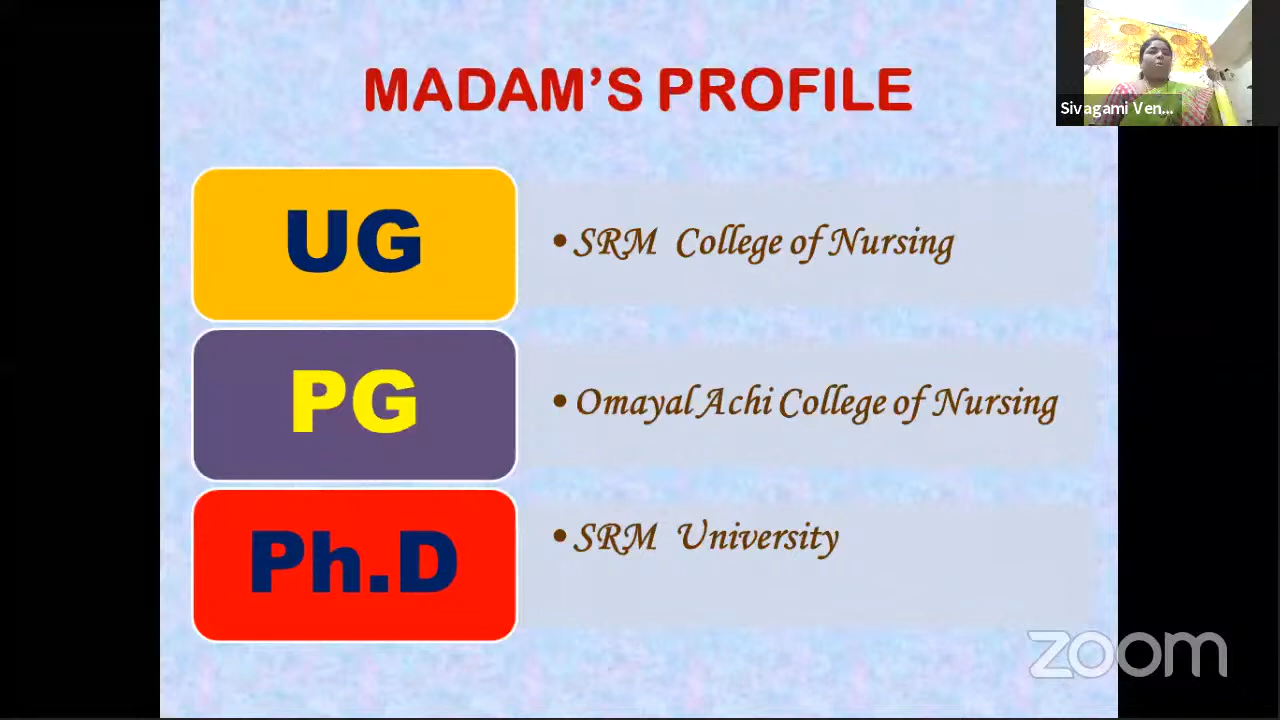 MADAM’S PROFILE
Sivagami Ven...
UG
• SRM College of Nursing
PG
• Omayal Achi College of Nursing
Ph.D
• SRM University
zoom